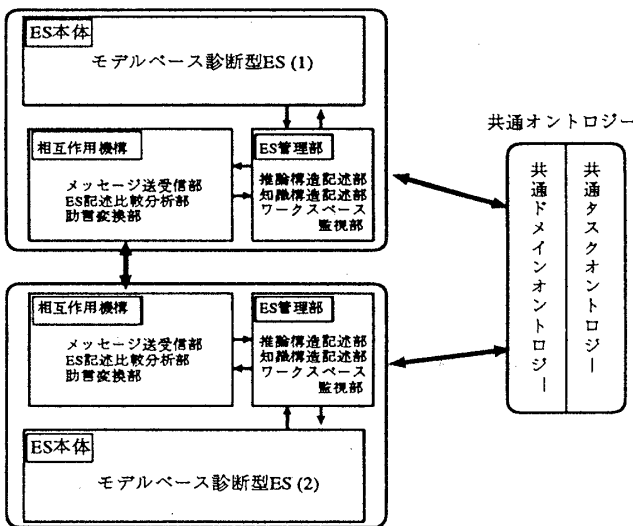 ES本体
モデルベース診断型ES (1)
相互作用機構
メッセージ送受信部
ES記述比較分析部
助言変換部
ES管理部
推論構造記述部
知識構造記述部
ワークスペース
監視部
相互作用機構
メッセージ送受信部
ES記述比較分析部
助言変換部
ES管理部
推論構造記述部
知識構造記述部
ワークスペース
監視部
ES本体
モデルベース診断型ES (2)
共通オントロジー
共通タスクオントロジー
共通ドメインオントロジー